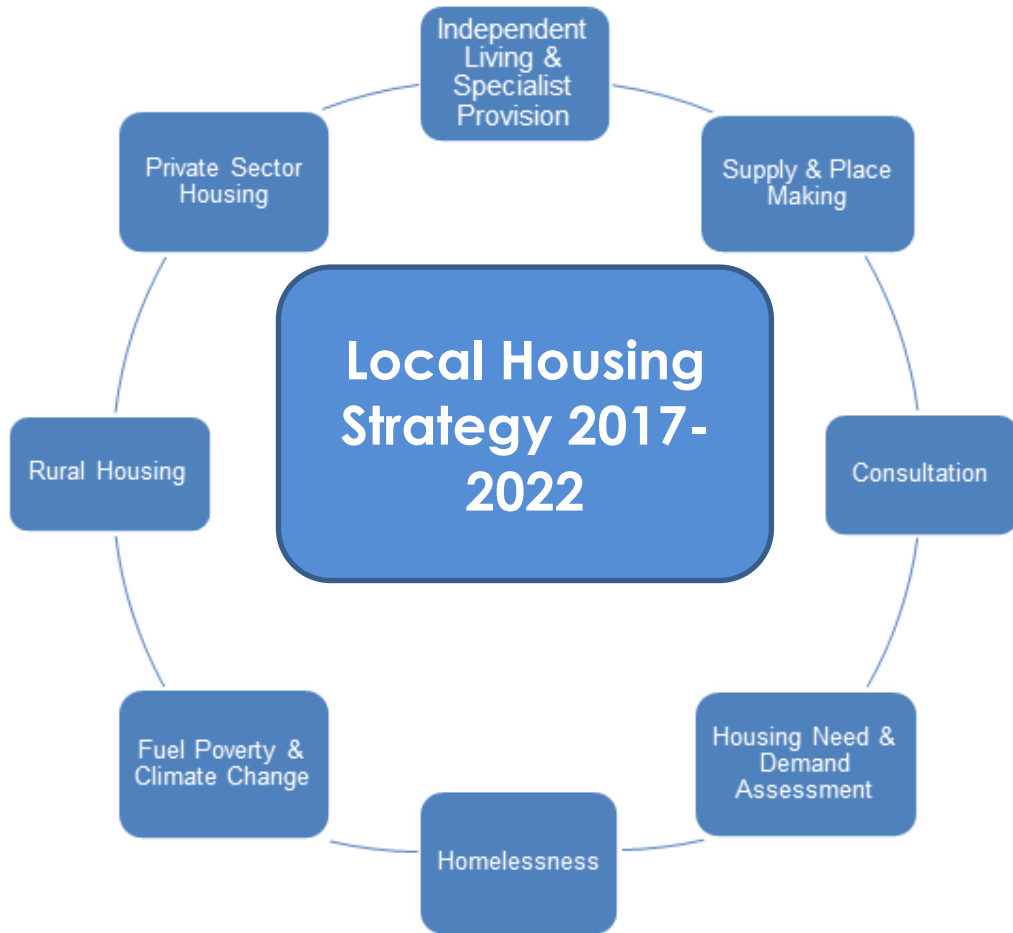 Independent
Living &
Specialist
Provision
Private Sector
Housing
Supply & Place
Making
Local Housing
Strategy 2017-
2022
Rural Housing
Consultation
Fuel Poverty &
Climate Change
Housing Need &
Demand
Assessment
Homelessness